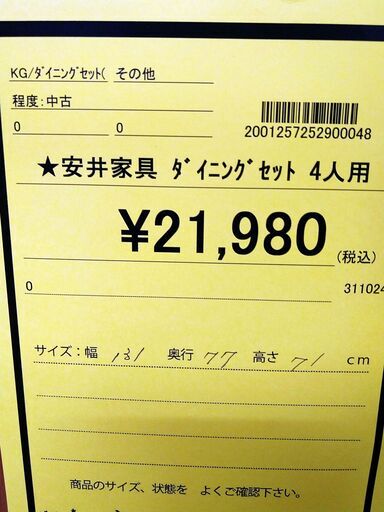 KG/ﾀﾞｲﾆﾝｸﾞｾｯﾄ( その他
程度:中古
0 0
2001257252900048
★安井家具 ﾀﾞｲﾆﾝｸﾞｾｯﾄ 4人用
¥21,980
(税込)
0 311024
サイズ:幅 131 奥行 77 高さ 71 cm
商品のサイズ、状態を よくご確認下さい。